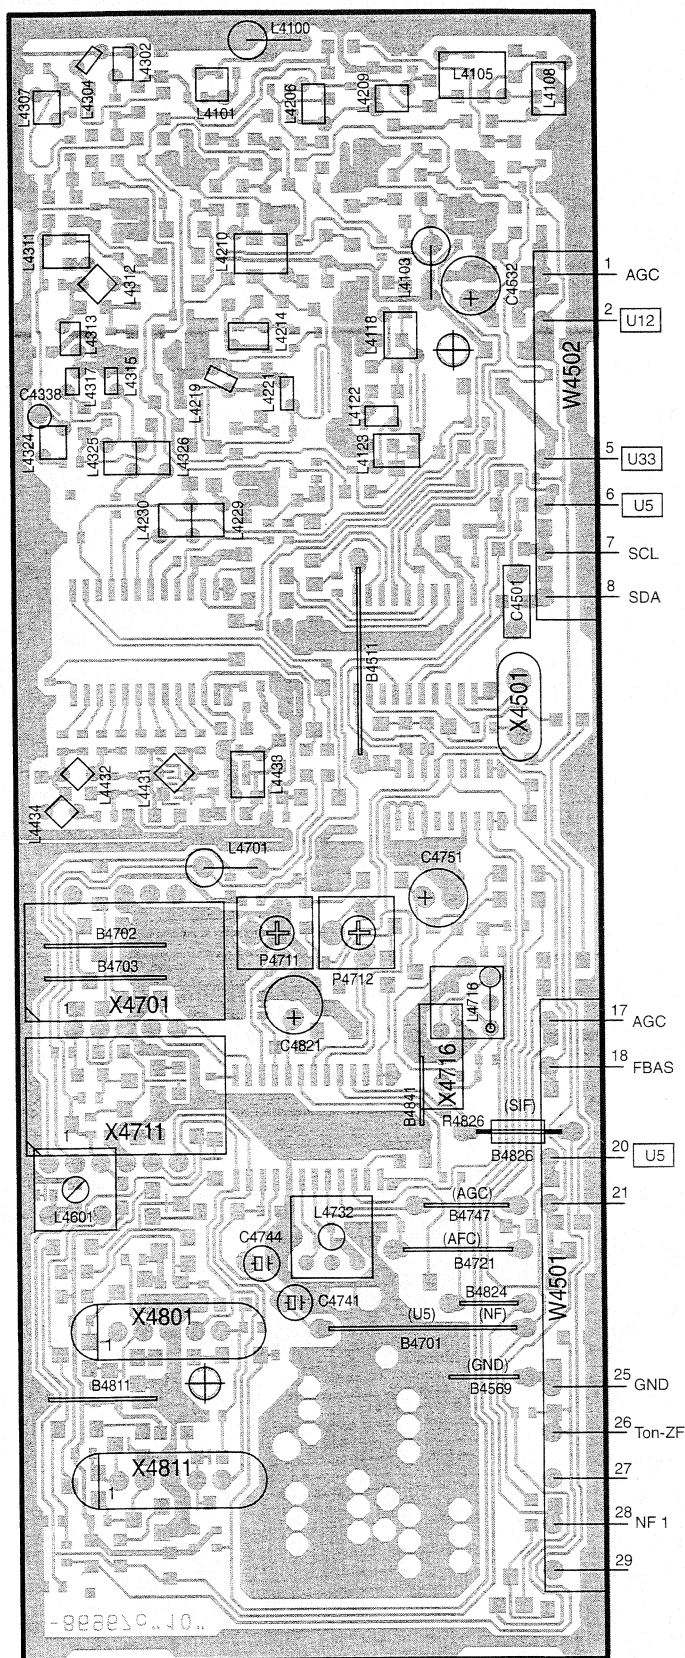 L4100
L4302
L4304
L4307
L4101
L4206
L4209
L4105
L4108
L4311
L4312
L4210
L4103
C4532
1 AGC
2 U12
L4313
L4214
L4118
W4502
L4317
L4315
C4338
L4219
L4221
L4122
L4324
L4325
L4326
L4123
5 U33
6 U5
L4230
L4229
7 SCL
8 SDA
C4501
B4511
X4501
L4432
L4431
L4433
L4434
L4701
C4751
B4702
B4703
1
X4701
P4711
P4712
C4821
L4716
X4716
B4841
17 AGC
18 FBAS
X4711
1
R4826
(SIF)
B4826
20 U5
21
L4601
L4732
(AGC)
B4747
C4744
(AFC)
B4721
C4741
B4824
(U5)
(NF)
B4701
W4501
X4801
1
(GND)
B4569
25 GND
B4811
26 Ton-ZF
27
X4811
1
28 NF 1
29
-86967c"10"